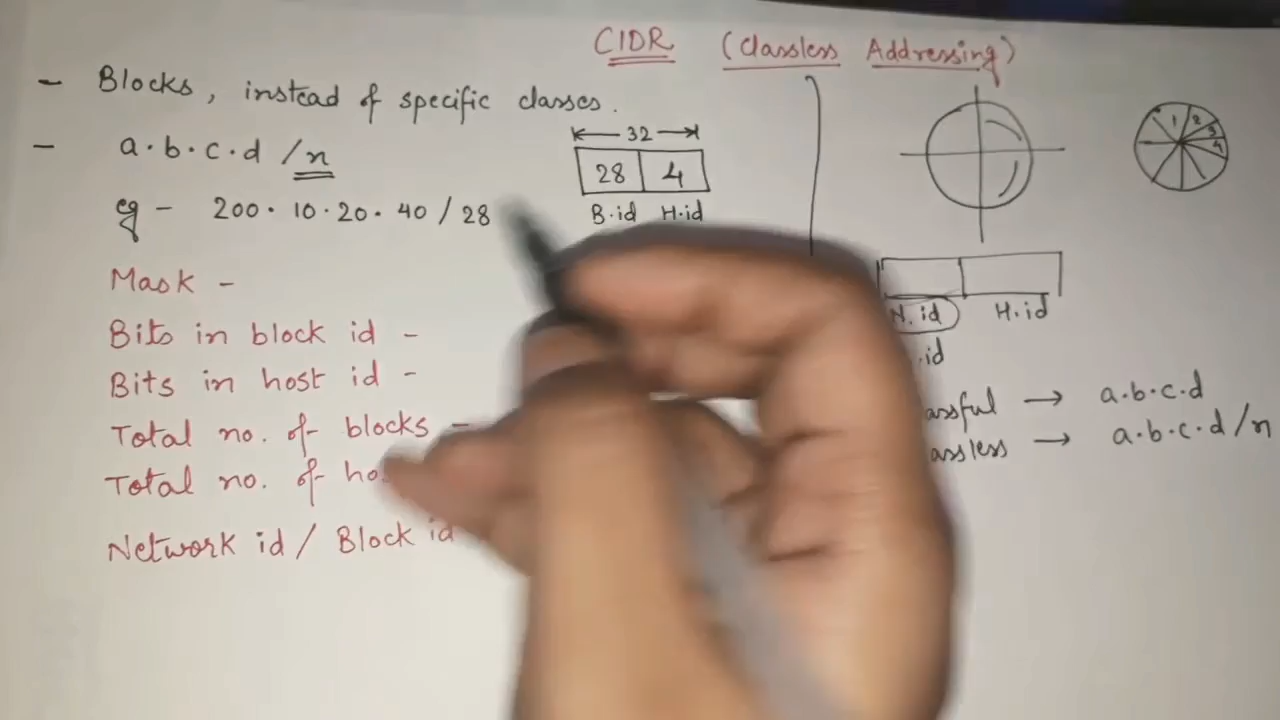 CIDR (Classless Addressing)
- Blocks, instead of specific classes.
- a.b.c.d /n
eg - 200.10.20.40 / 28
32
28 4
B.id H.id
Mask -
Bits in block id -
Bits in host id -
Total no. of blocks -
Total no. of
Network id / Block id
1 2 3 4
N.id H.id
.id
→ a.b.c.d
→ a.b.c.d/n